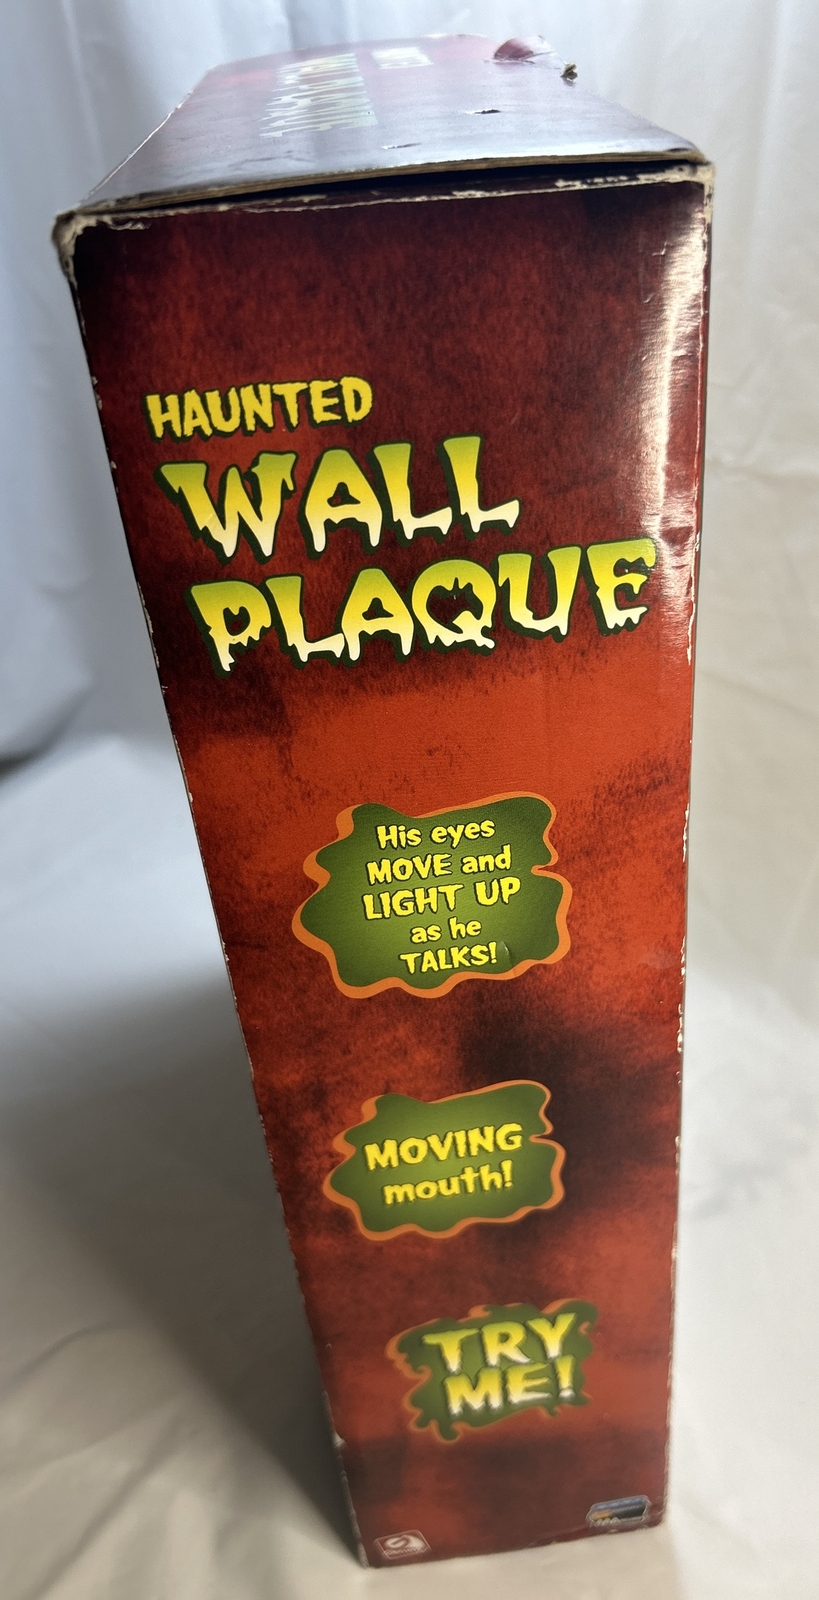 HAUNTED
WALL
PLAQUE
His eyes
MOVE and
LIGHT UP
as he
TALKS!
MOVING
mouth!
TRY
ME!